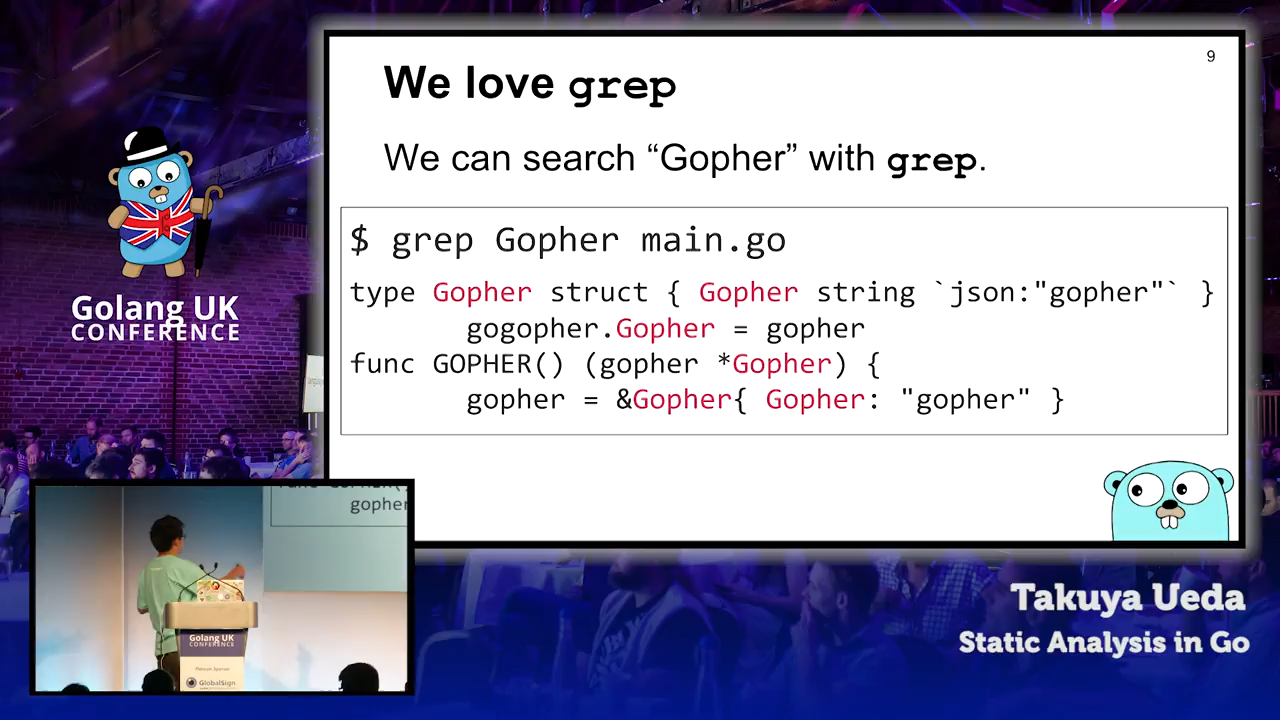 9
We love grep
We can search “Gopher” with grep.
$ grep Gopher main.go
type Gopher struct { Gopher string `json:"gopher"` }
gogopher.Gopher = gopher
func GOPHER() (gopher *Gopher) {
gopher = &Gopher{ Gopher: "gopher" }
Golang UK
CONFERENCE
gopher
Golang UK
CONFERENCE
Platinum Sponsor
GlobalSign
Takuya Ueda
Static Analysis in Go